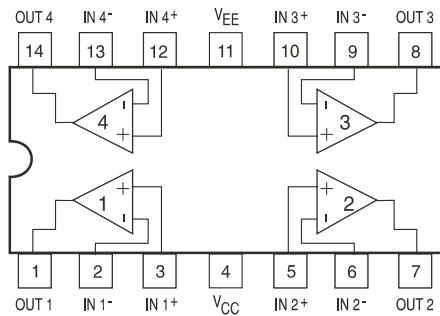 OUT 4 IN 4- IN 4+ VEE IN 3+ IN 3- OUT 3
14 13 12 11 10 9 8
4 - + - + 3
1 + - + - 2
1 2 3 4 5 6 7
OUT 1 IN 1- IN 1+ VCC IN 2+ IN 2- OUT 2